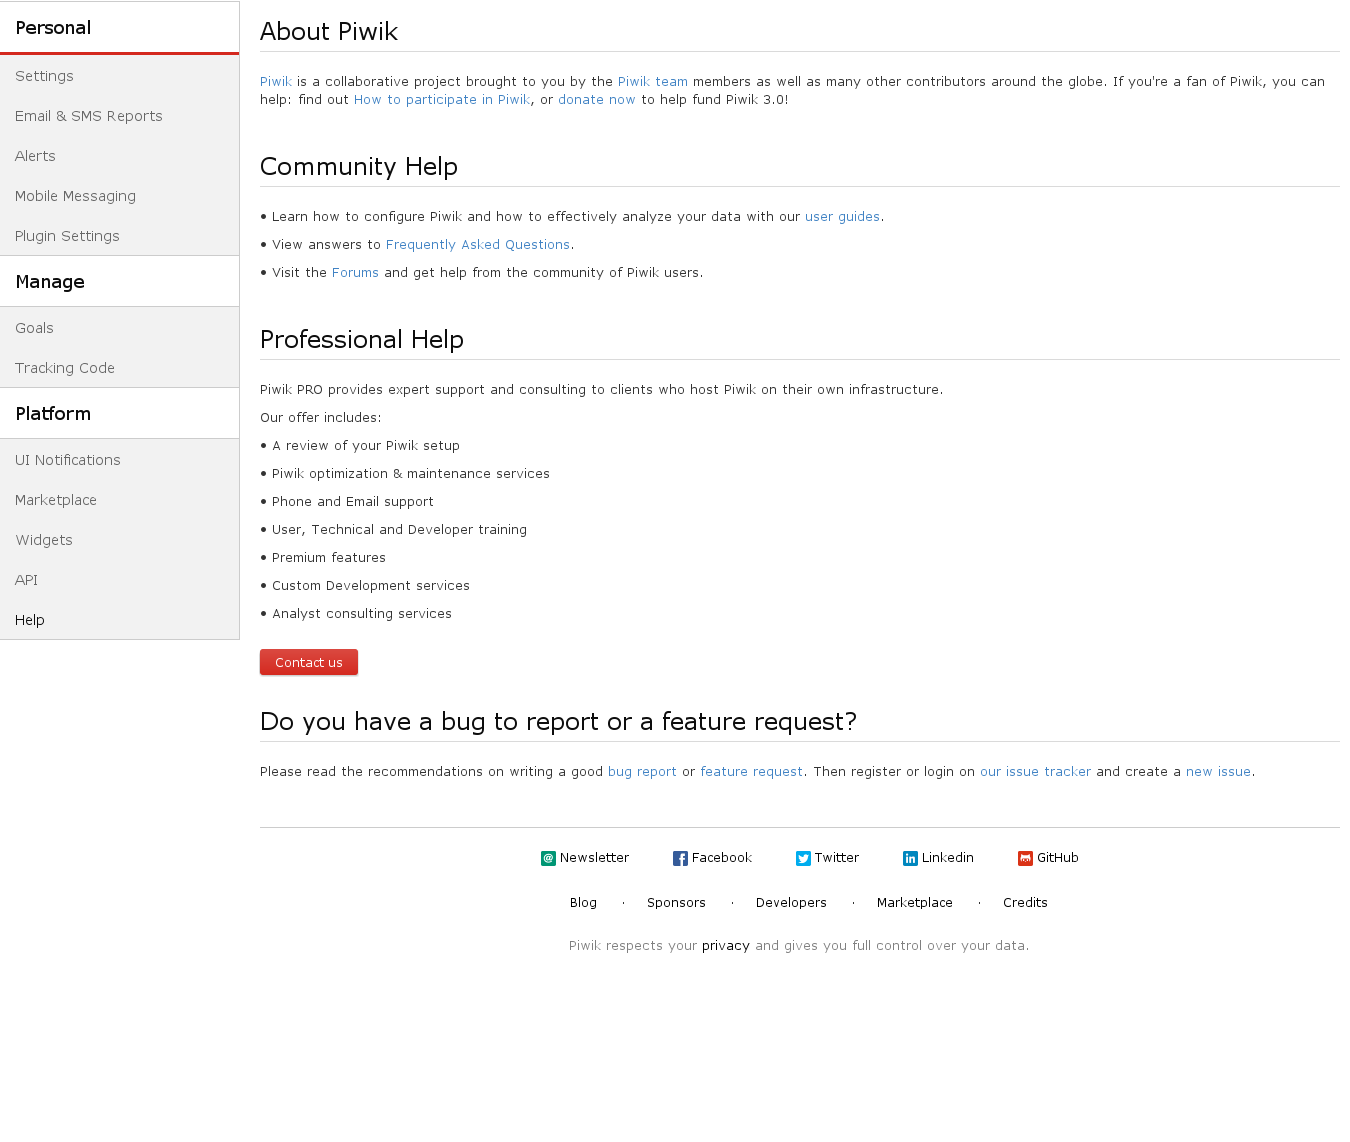 Personal
Settings
Email & SMS Reports
Alerts
Mobile Messaging
Plugin Settings
Manage
Goals
Tracking Code
Platform
UI Notifications
Marketplace
Widgets
API
Help
About Piwik
Piwik is a collaborative project brought to you by the Piwik team members as well as many other contributors around the globe. If you're a fan of Piwik, you can
help: find out How to participate in Piwik, or donate now to help fund Piwik 3.0!
Community Help
• Learn how to configure Piwik and how to effectively analyze your data with our user guides.
• View answers to Frequently Asked Questions.
• Visit the Forums and get help from the community of Piwik users.
Professional Help
Piwik PRO provides expert support and consulting to clients who host Piwik on their own infrastructure.
Our offer includes:
• A review of your Piwik setup
• Piwik optimization & maintenance services
• Phone and Email support
• User, Technical and Developer training
• Premium features
• Custom Development services
• Analyst consulting services
Contact us
Do you have a bug to report or a feature request?
Please read the recommendations on writing a good bug report or feature request. Then register or login on our issue tracker and create a new issue.
Newsletter Facebook Twitter Linkedin GitHub
Blog · Sponsors · Developers · Marketplace · Credits
Piwik respects your privacy and gives you full control over your data.